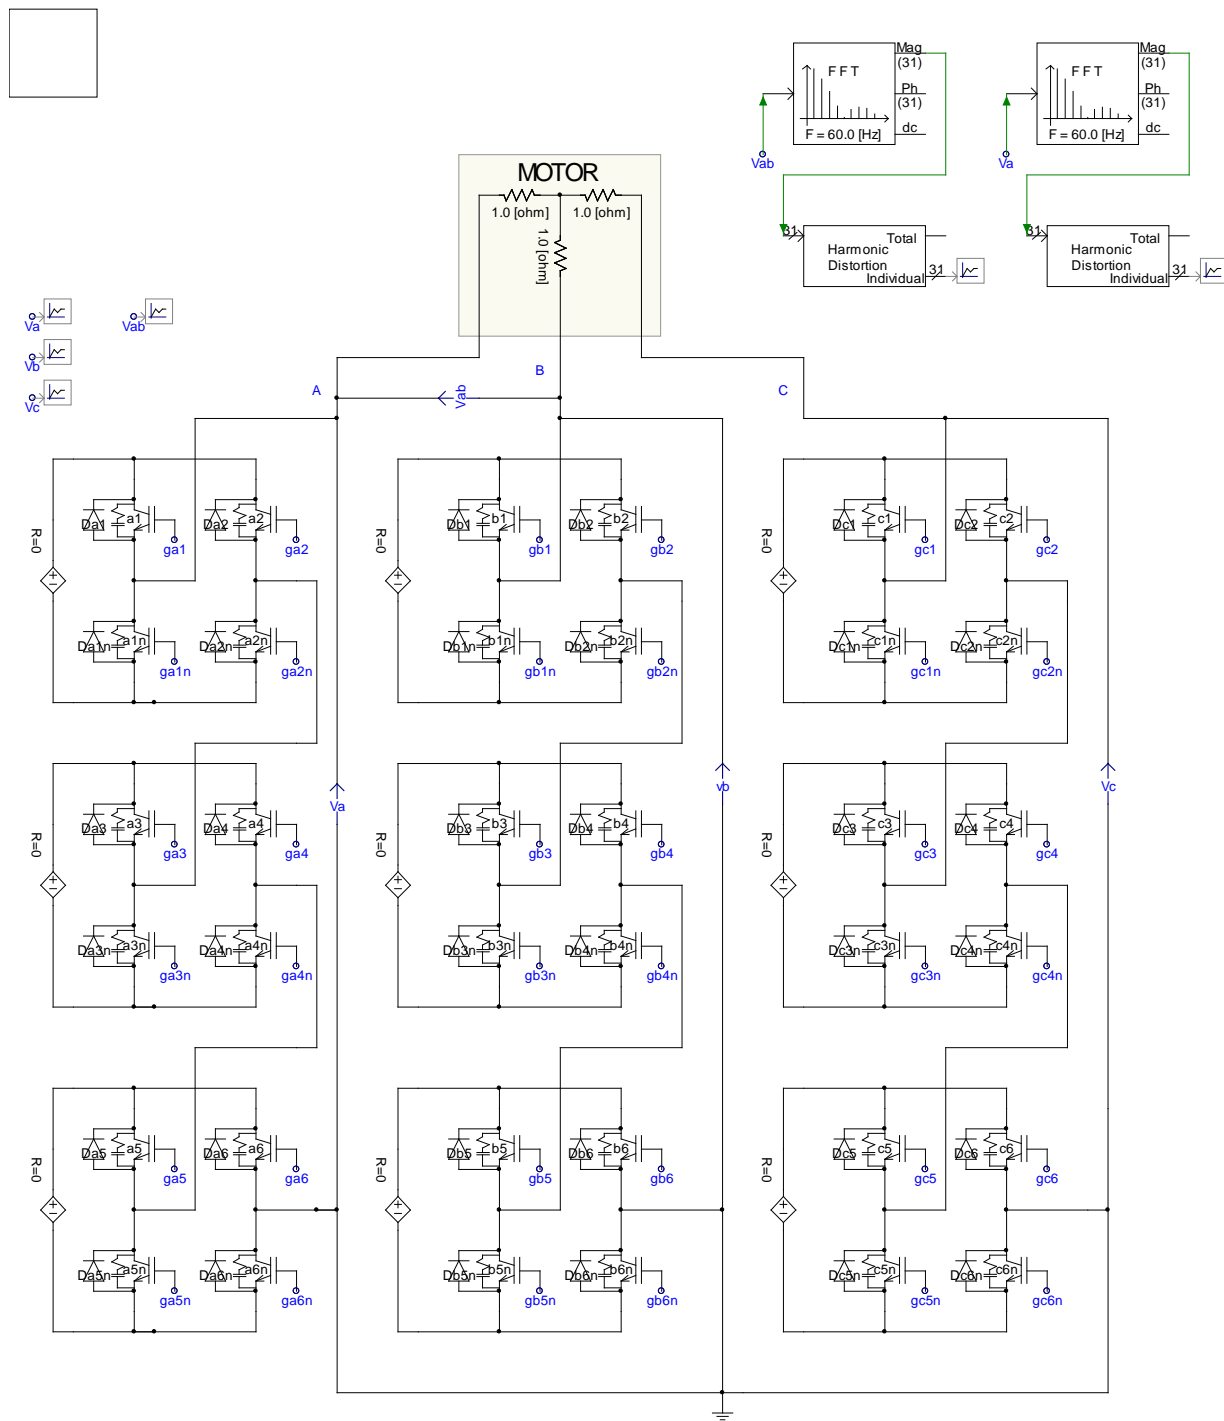 Mag
(31)
FFT
Ph
(31)
dc
F = 60.0 [Hz]
Vab
Mag
(31)
FFT
Ph
(31)
dc
F = 60.0 [Hz]
Va
MOTOR
1.0 [ohm]
1.0 [ohm]
1.0 [ohm]
31
Total
Harmonic
Distortion
Individual
31
31
Total
Harmonic
Distortion
Individual
31
Va
Vab
Vb
Vc
A
B
C
Vab
R=0
Da1
a1
ga1
Da2
a2
ga2
R=0
Db1
b1
gb1
Db2
b2
gb2
R=0
Dc1
c1
gc1
Dc2
c2
gc2
Da1n
a1n
ga1n
Da2n
a2n
ga2n
Db1n
b1n
gb1n
Db2n
b2n
gb2n
Dc1n
c1n
gc1n
Dc2n
c2n
gc2n
Va
vb
Vc
R=0
Da3
a3
ga3
Da4
a4
ga4
R=0
Db3
b3
gb3
Db4
b4
gb4
R=0
Dc3
c3
gc3
Dc4
c4
gc4
Da3n
a3n
ga3n
Da4n
a4n
ga4n
Db3n
b3n
gb3n
Db4n
b4n
gb4n
Dc3n
c3n
gc3n
Dc4n
c4n
gc4n
R=0
Da5
a5
ga5
Da6
a6
ga6
R=0
Db5
b5
gb5
Db6
b6
gb6
R=0
Dc5
c5
gc5
Dc6
c6
gc6
Da5n
a5n
ga5n
Da6n
a6n
ga6n
Db5n
b5n
gb5n
Db6n
b6n
gb6n
Dc5n
c5n
gc5n
Dc6n
c6n
gc6n